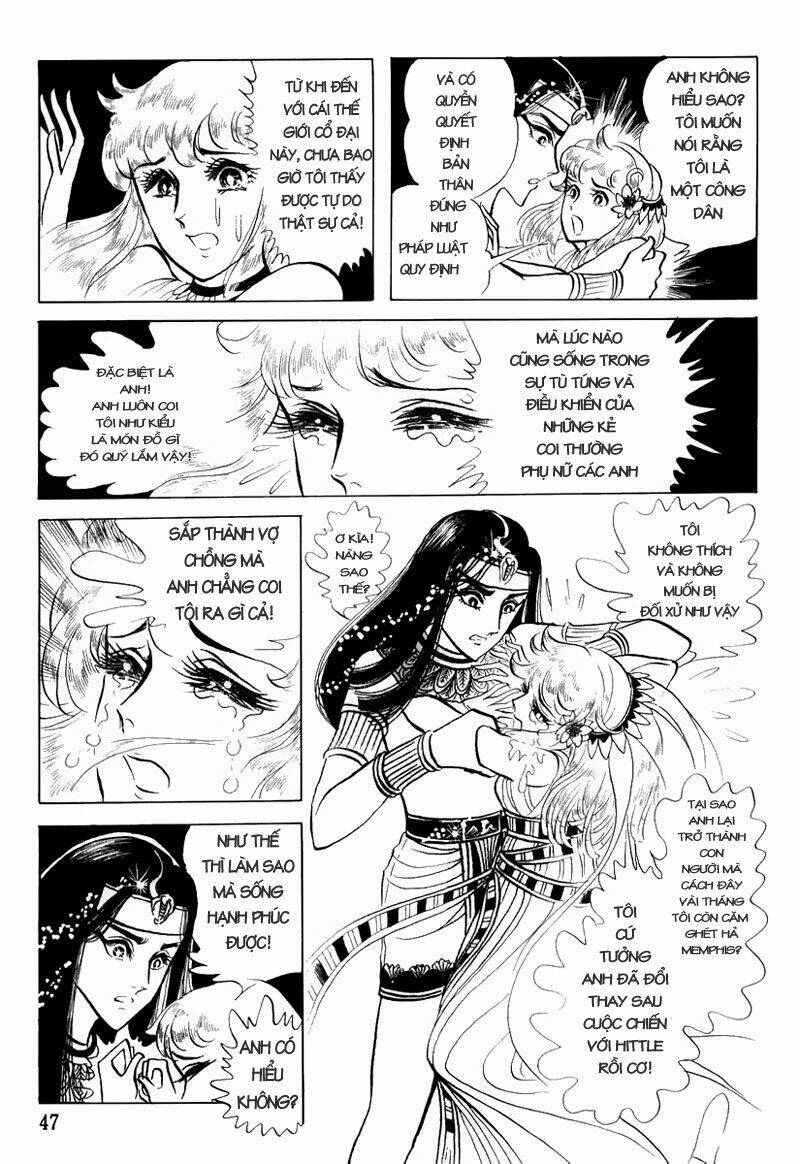 ANH KHÔNG
HIỂU SAO?
TÔI MUỐN
NÓI RẰNG
TÔI LÀ
MỘT CÔNG
DÂN
VÀ CÓ
QUYỀN
QUYẾT
ĐỊNH
BẢN
THÂN
ĐÚNG
NHƯ
PHÁP LUẬT
QUY ĐỊNH
TỪ KHI ĐẾN
VỚI CÁI THẾ
GIỚI CỔ ĐẠI
NÀY, CHƯA BAO
GIỜ TÔI THẤY
ĐƯỢC TỰ DO
THẬT SỰ CẢ!
MÀ LÚC NÀO
CŨNG SỐNG TRONG
SỰ TÙ TÚNG VÀ
ĐIỀU KHIỂN CỦA
NHỮNG KẺ
COI THƯỜNG
PHỤ NỮ CÁC ANH
ĐẶC BIỆT LÀ
ANH!
ANH LUÔN COI
TÔI NHƯ KIỂU
LÀ MÓN ĐỒ GÌ
ĐÓ QUÝ LẮM VẬY!
TÔI
KHÔNG THÍCH
VÀ KHÔNG
MUỐN BỊ
ĐỐI XỬ NHƯ VẬY
Ơ KÌA!
NÀNG
SAO
THẾ?
SẮP THÀNH VỢ
CHỒNG MÀ
ANH CHẲNG COI
TÔI RA GÌ CẢ!
TẠI SAO
ANH LẠI
TRỞ THÀNH
CON
NGƯỜI MÀ
CÁCH ĐÂY
VÀI THÁNG
TÔI CÒN CĂM
GHÉT HẢ
MEMPHIS?
TÔI
CỨ
TƯỞNG
ANH ĐÃ ĐỔI
THAY SAU
CUỘC CHIẾN
VỚI HITTLE
RỒI CƠ!
NHƯ THẾ
THÌ LÀM SAO
MÀ SỐNG
HẠNH PHÚC
ĐƯỢC!
ANH CÓ
HIỂU
KHÔNG?
47